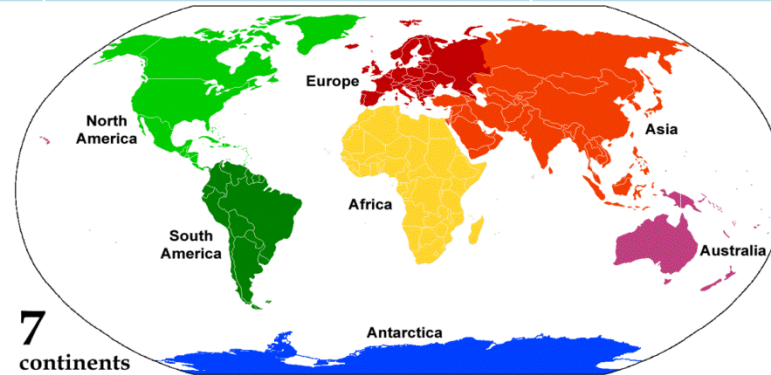 Europe
North
America
Asia
Africa
South
America
Australia
Antarctica
7
continents